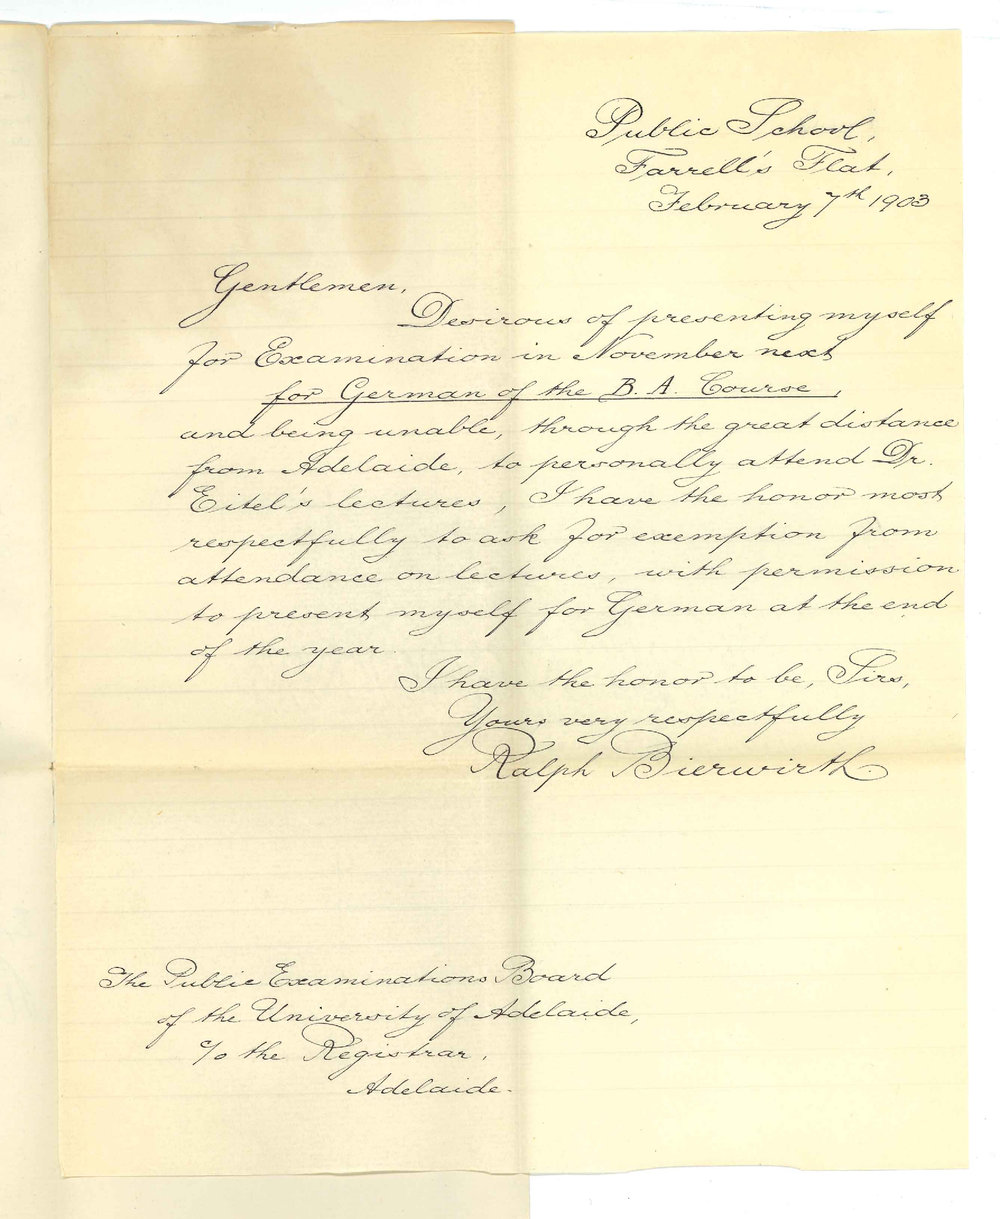 Public School,
Farrell's Flat,
February 7th 1903
Gentlemen,
Desirous of presenting myself
for Examination in November next
for German of the B. A. Course,
and being unable, through the great distance
from Adelaide, to personally attend Dr.
Eitel's lectures, I have the honor most
respectfully to ask for exemption from
attendance on lectures, with permission
to present myself for German at the end
of the year.
I have the honor to be, Sirs,
Yours very respectfully
Ralph Bierwirth.
The Public Examinations Board
of the University of Adelaide,
c/o the Registrar,
Adelaide.